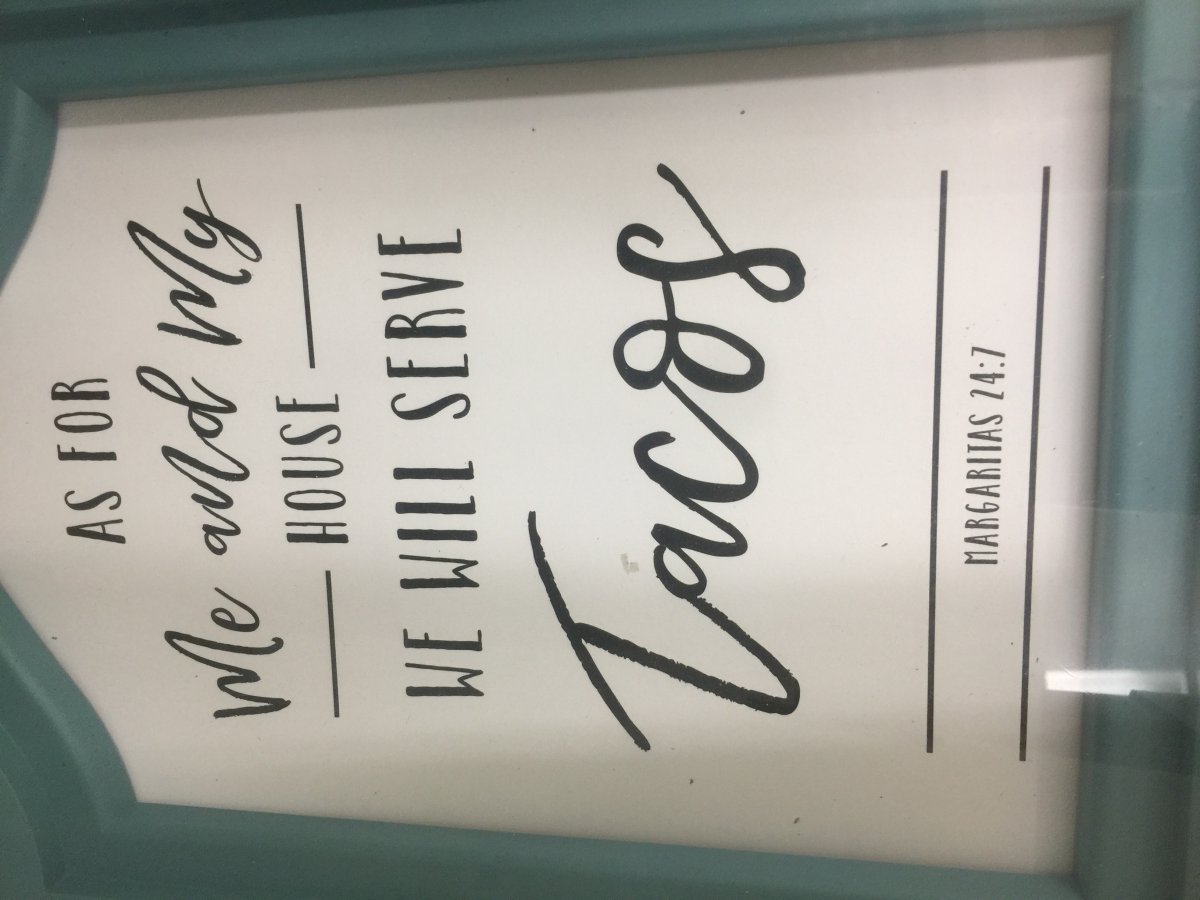 AS FOR
Me and My
HOUSE
WE WILL SERVE
Tacos
MARGARITAS 24:7